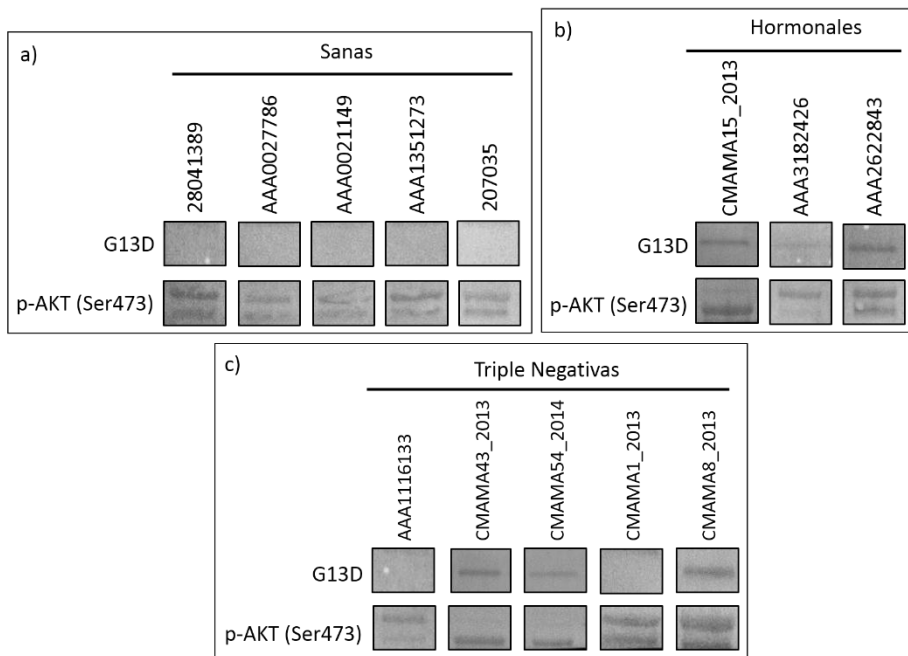 a)
Sanas
28041389
AAA0027786
AAA0021149
AAA1351273
207035
G13D
p-AKT (Ser473)
b)
Hormonales
CMAMA15_2013
AAA3182426
AAA2622843
G13D
p-AKT (Ser473)
c)
Triple Negativas
AAA1116133
CMAMA43_2013
CMAMA54_2014
CMAMA1_2013
CMAMA8_2013
G13D
p-AKT (Ser473)